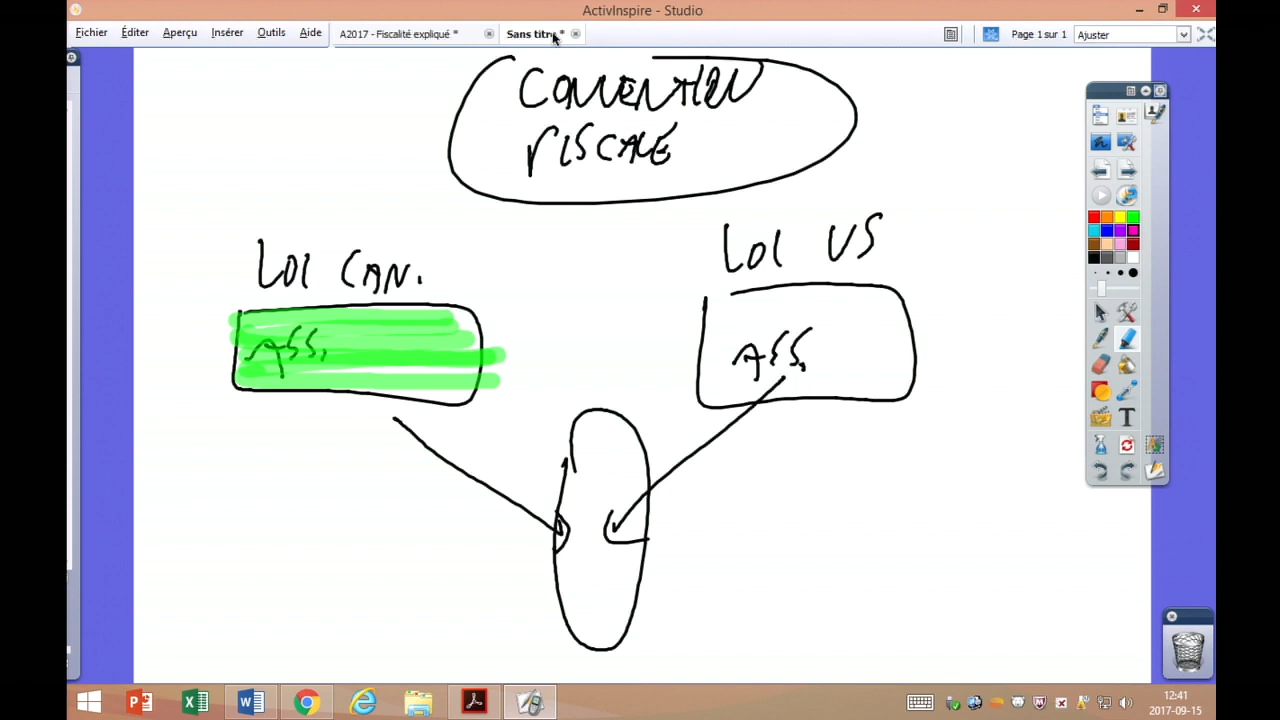 ActivInspire - Studio
Fichier Éditer Aperçu Insérer Outils Aide
A2017 - Fiscalité expliqué *
Sans titre *
Page 1 sur 1
Ajuster
CONVENTION
FISCALE
LOI CAN.
LOI US
ASS.
ASS.
12:41
2017-09-15